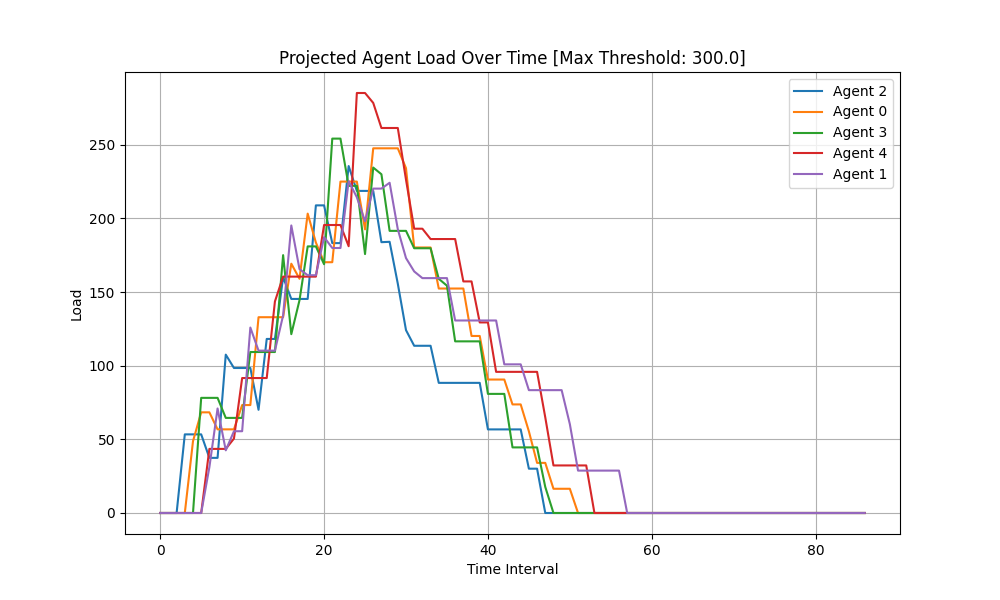 Projected Agent Load Over Time [Max Threshold: 300.0]
Agent 2
Agent 0
Agent 3
Agent 4
Agent 1
Load
250
200
150
100
50
0
0 20 40 60 80
Time Interval